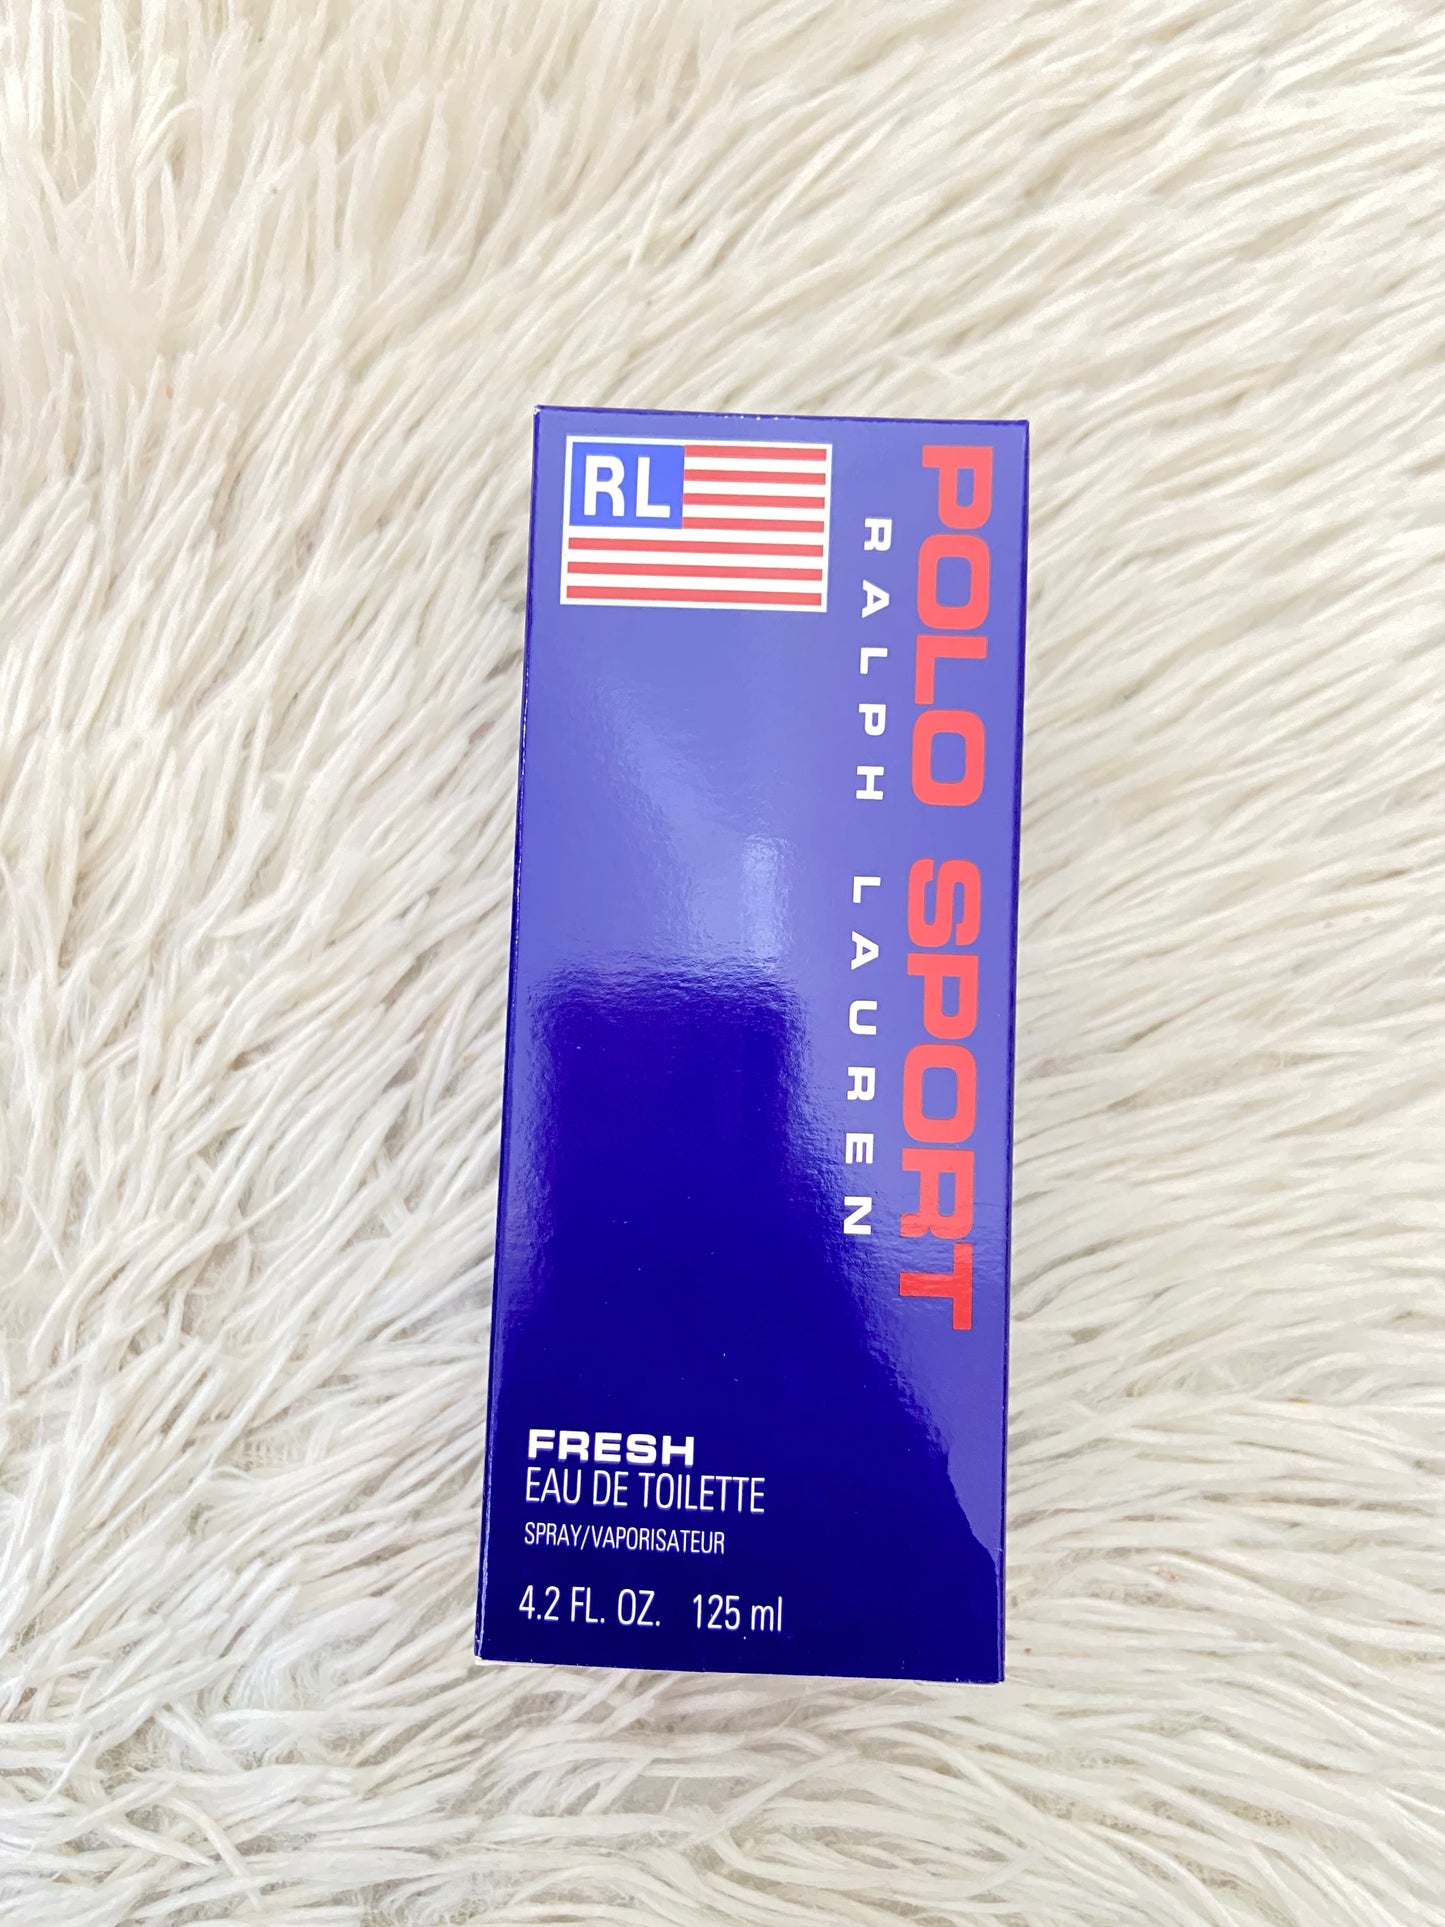 RL
POLO SPORT
RALPH LAUREN
FRESH
EAU DE TOILETTE
SPRAY/VAPORISATEUR
4.2 FL. OZ. 125 ml